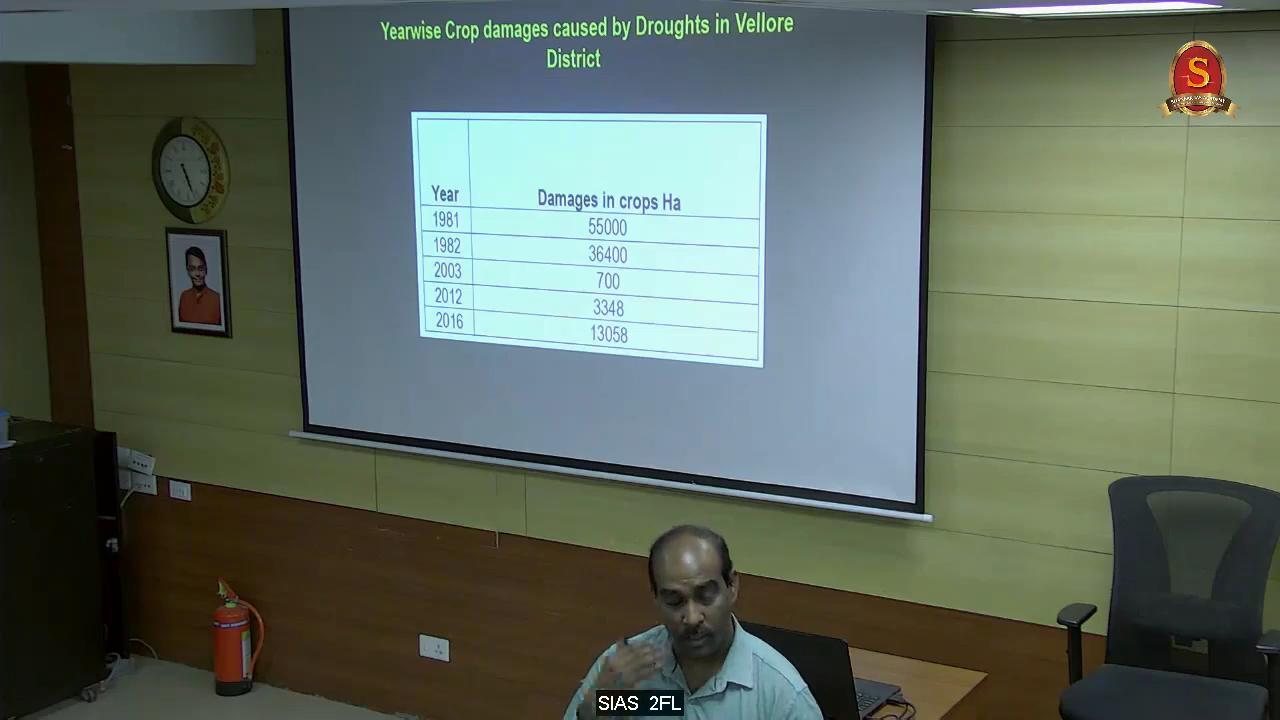 Yearwise Crop damages caused by Droughts in Vellore
District
Year Damages in crops Ha
1981 55000
1982 36400
2003 700
2012 3348
2016 13058
S
SIAS 2FL